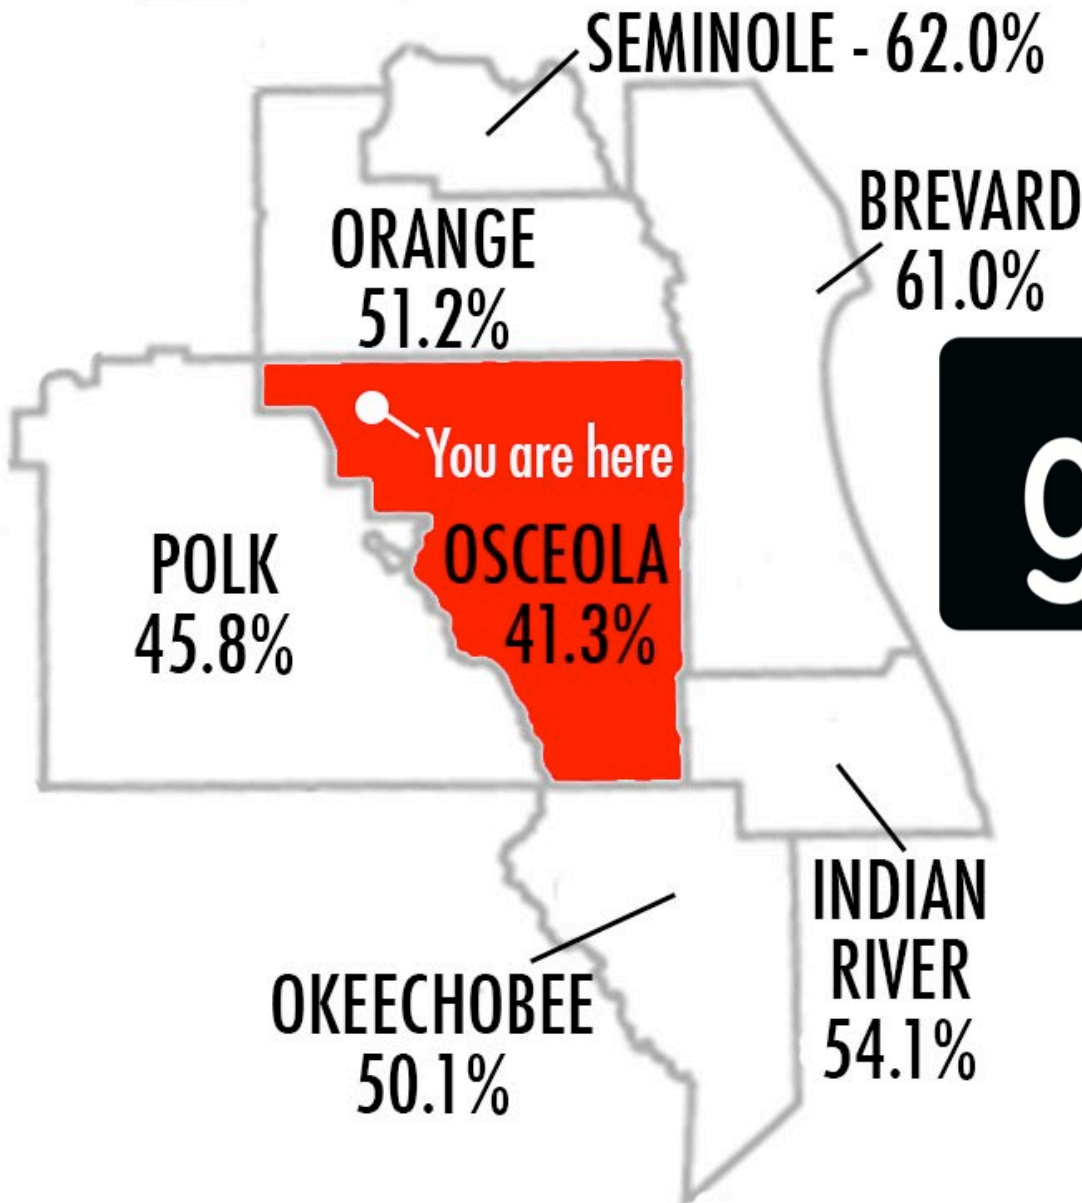 SEMINOLE - 62.0%
BREVARD
61.0%
ORANGE
51.2%
g
You are here
OSCEOLA
41.3%
POLK
45.8%
INDIAN
RIVER
54.1%
OKEECHOBEE
50.1%